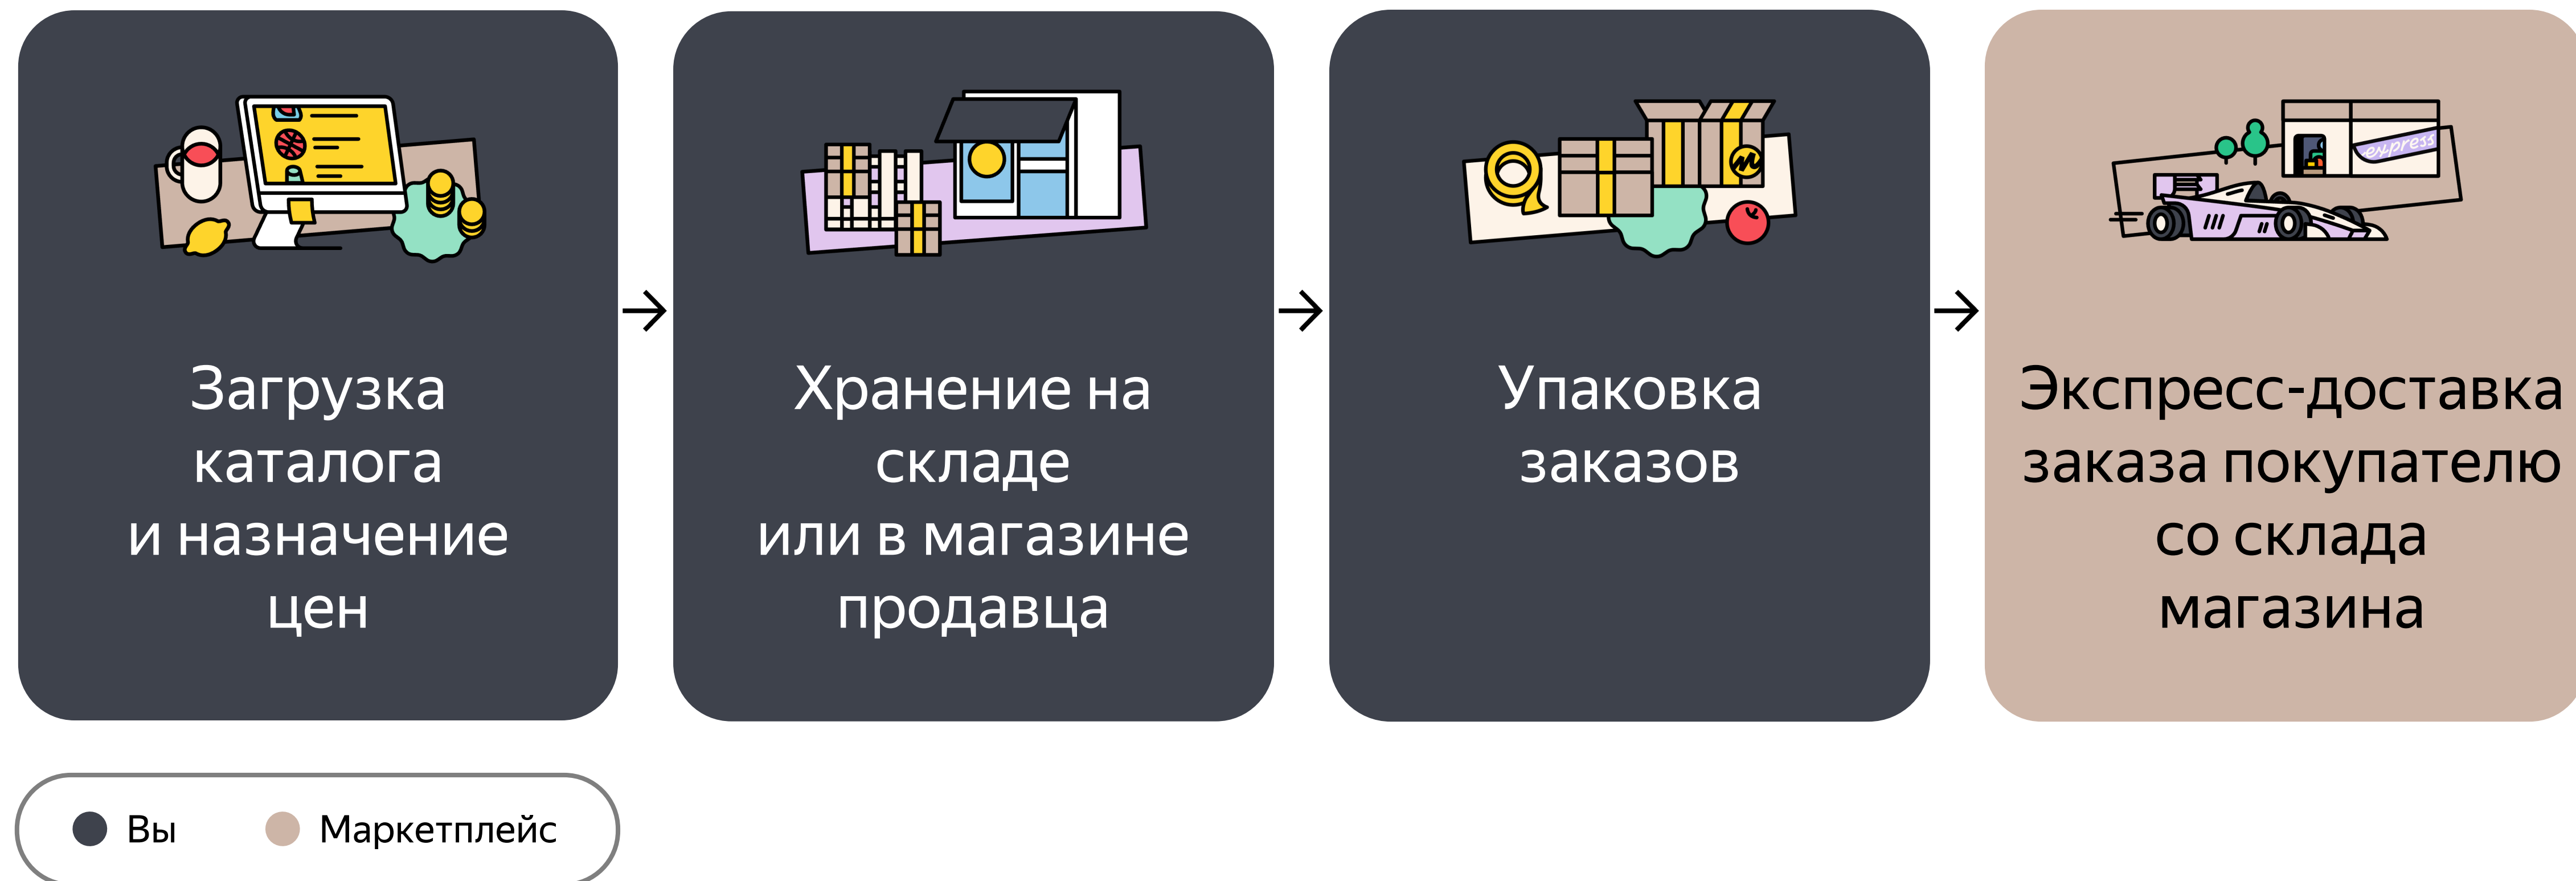 Загрузка
каталога
и назначение
цен
Хранение на
складе
или в магазине
продавца
Упаковка
заказов
express
Экспресс-доставка
заказа покупателю
со склада
магазина
Вы
Маркетплейс